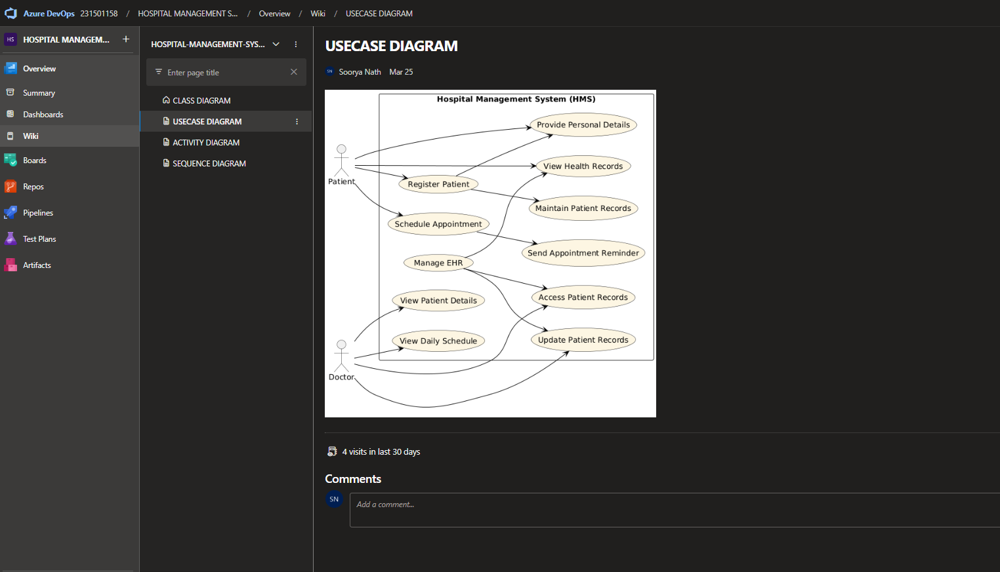 Azure DevOps 231501158 / HOSPITAL MANAGEMENT S... / Overview / Wiki / USECASE DIAGRAM
HS HOSPITAL MANAGEM... +
Overview
Summary
Dashboards
Wiki
Boards
Repos
Pipelines
Test Plans
Artifacts
HOSPITAL-MANAGEMENT-SYS...
Enter page title
CLASS DIAGRAM
USECASE DIAGRAM
ACTIVITY DIAGRAM
SEQUENCE DIAGRAM
USECASE DIAGRAM
SN Soorya Nath Mar 25
Hospital Management System (HMS)
Provide Personal Details
View Health Records
Patient
Register Patient
Maintain Patient Records
Schedule Appointment
Send Appointment Reminder
Manage EHR
Access Patient Records
View Patient Details
View Daily Schedule
Update Patient Records
Doctor
4 visits in last 30 days
Comments
SN
Add a comment...